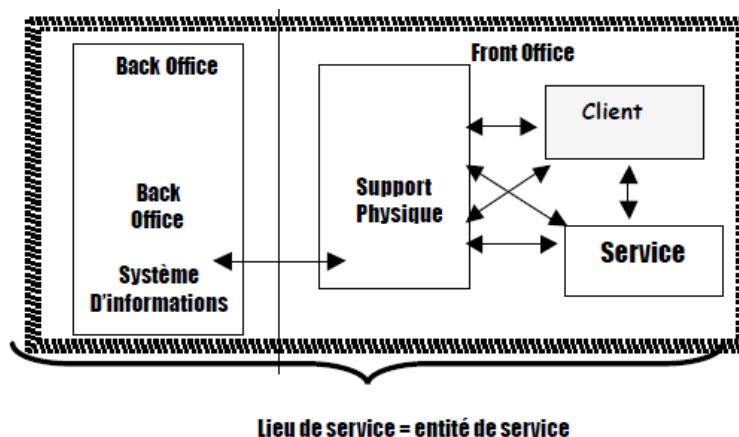 Back Office
Front Office
Back
Office
Système
D'informations
Support
Physique
Client
Service
Lieu de service = entité de service